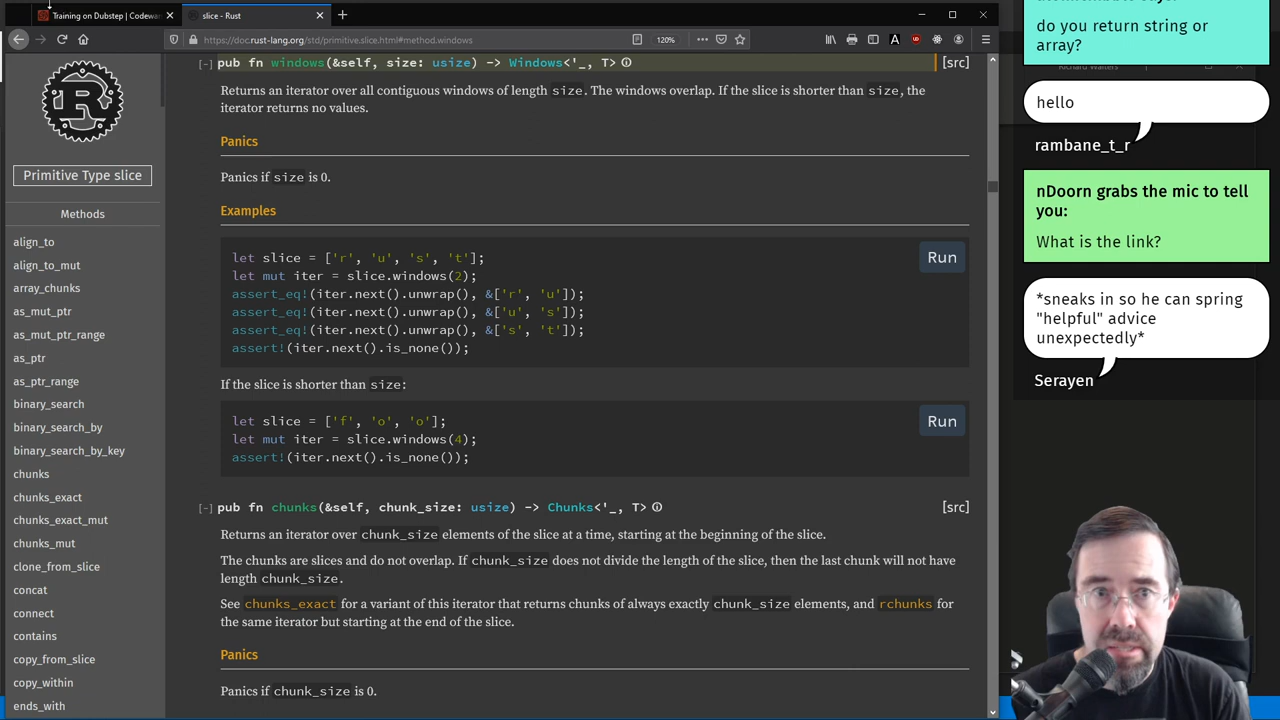 Training on Dubstep | Codewa
slice - Rust
https://doc.rust-lang.org/std/primitive.slice.html#method.windows
120%
Primitive Type slice
Methods
align_to
align_to_mut
array_chunks
as_mut_ptr
as_mut_ptr_range
as_ptr
as_ptr_range
binary_search
binary_search_by
binary_search_by_key
chunks
chunks_exact
chunks_exact_mut
chunks_mut
clone_from_slice
concat
connect
contains
copy_from_slice
copy_within
ends_with
[-] pub fn windows(&self, size: usize) -> Windows<'_, T> ⓘ [src]
Returns an iterator over all contiguous windows of length size. The windows overlap. If the slice is shorter than size, the
iterator returns no values.
Panics
Panics if size is 0.
Examples
Run
let slice = ['r', 'u', 's', 't'];
let mut iter = slice.windows(2);
assert_eq!(iter.next().unwrap(), &['r', 'u']);
assert_eq!(iter.next().unwrap(), &['u', 's']);
assert_eq!(iter.next().unwrap(), &['s', 't']);
assert!(iter.next().is_none());
If the slice is shorter than size:
Run
let slice = ['f', 'o', 'o'];
let mut iter = slice.windows(4);
assert!(iter.next().is_none());
[-] pub fn chunks(&self, chunk_size: usize) -> Chunks<'_, T> ⓘ [src]
Returns an iterator over chunk_size elements of the slice at a time, starting at the beginning of the slice.
The chunks are slices and do not overlap. If chunk_size does not divide the length of the slice, then the last chunk will not have
length chunk_size.
See chunks_exact for a variant of this iterator that returns chunks of always exactly chunk_size elements, and rchunks for
the same iterator but starting at the end of the slice.
Panics
Panics if chunk_size is 0.
do you return string or
array?
Richard Walters
hello
rambane_t_r
nDoorn grabs the mic to tell
you:
What is the link?
*sneaks in so he can spring
"helpful" advice
unexpectedly*
Serayen